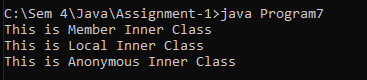 C:\Sem 4\Java\Assignment-1>java Program7
This is Member Inner Class
This is Local Inner Class
This is Anonymous Inner Class